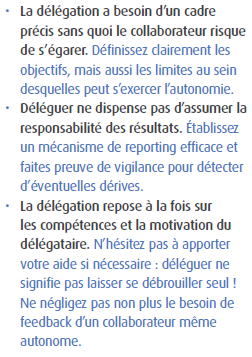 • La délégation a besoin d'un cadre
précis sans quoi le collaborateur risque
de s'égarer. Définissez clairement les
objectifs, mais aussi les limites au sein
desquelles peut s'exercer l'autonomie.
• Déléguer ne dispense pas d'assumer la
responsabilité des résultats. Établissez
un mécanisme de reporting efficace et
faites preuve de vigilance pour détecter
d'éventuelles dérives.
• La délégation repose à la fois sur
les compétences et la motivation du
délégataire. N'hésitez pas à apporter
votre aide si nécessaire : déléguer ne
signifie pas laisser se débrouiller seul !
Ne négligez pas non plus le besoin de
feedback d'un collaborateur même
autonome.